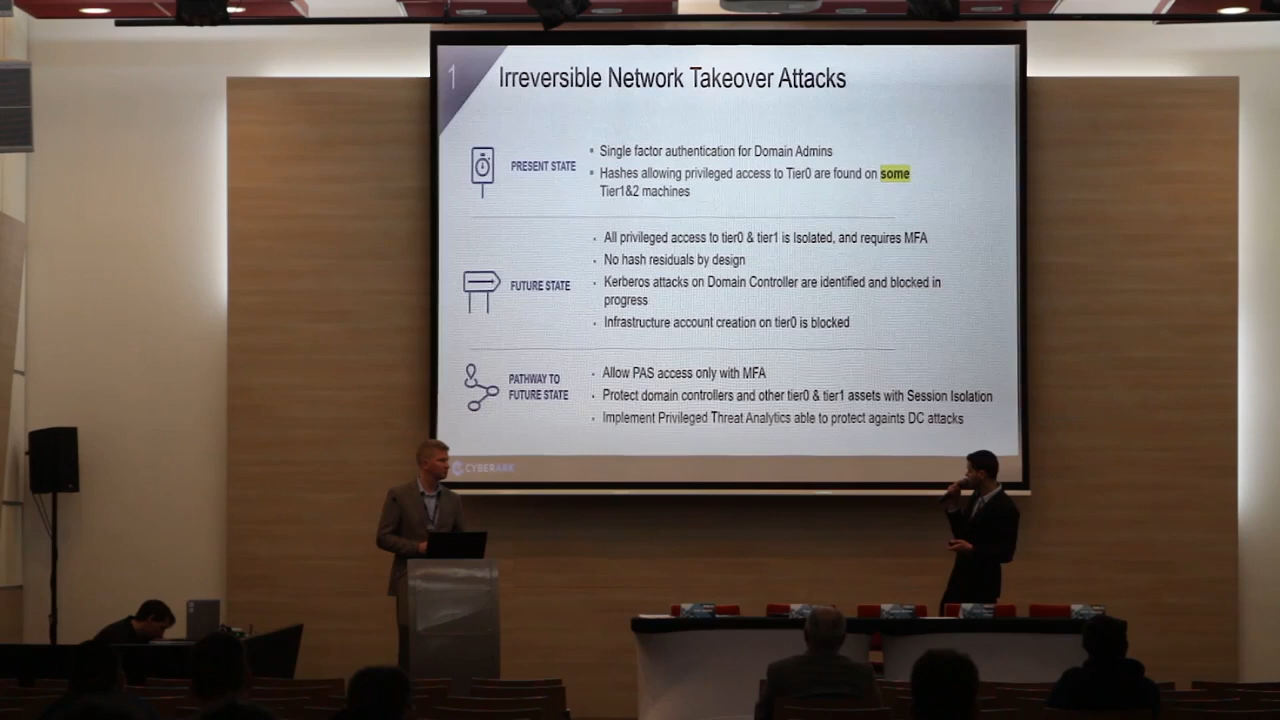 1
Irreversible Network Takeover Attacks
PRESENT STATE
Single factor authentication for Domain Admins
Hashes allowing privileged access to Tier0 are found on some
Tier1&2 machines
FUTURE STATE
All privileged access to tier0 & tier1 is Isolated, and requires MFA
No hash residuals by design
Kerberos attacks on Domain Controller are identified and blocked in
progress
Infrastructure account creation on tier0 is blocked
PATHWAY TO
FUTURE STATE
Allow PAS access only with MFA
Protect domain controllers and other tier0 & tier1 assets with Session Isolation
Implement Privileged Threat Analytics able to protect againts DC attacks
CYBERARK